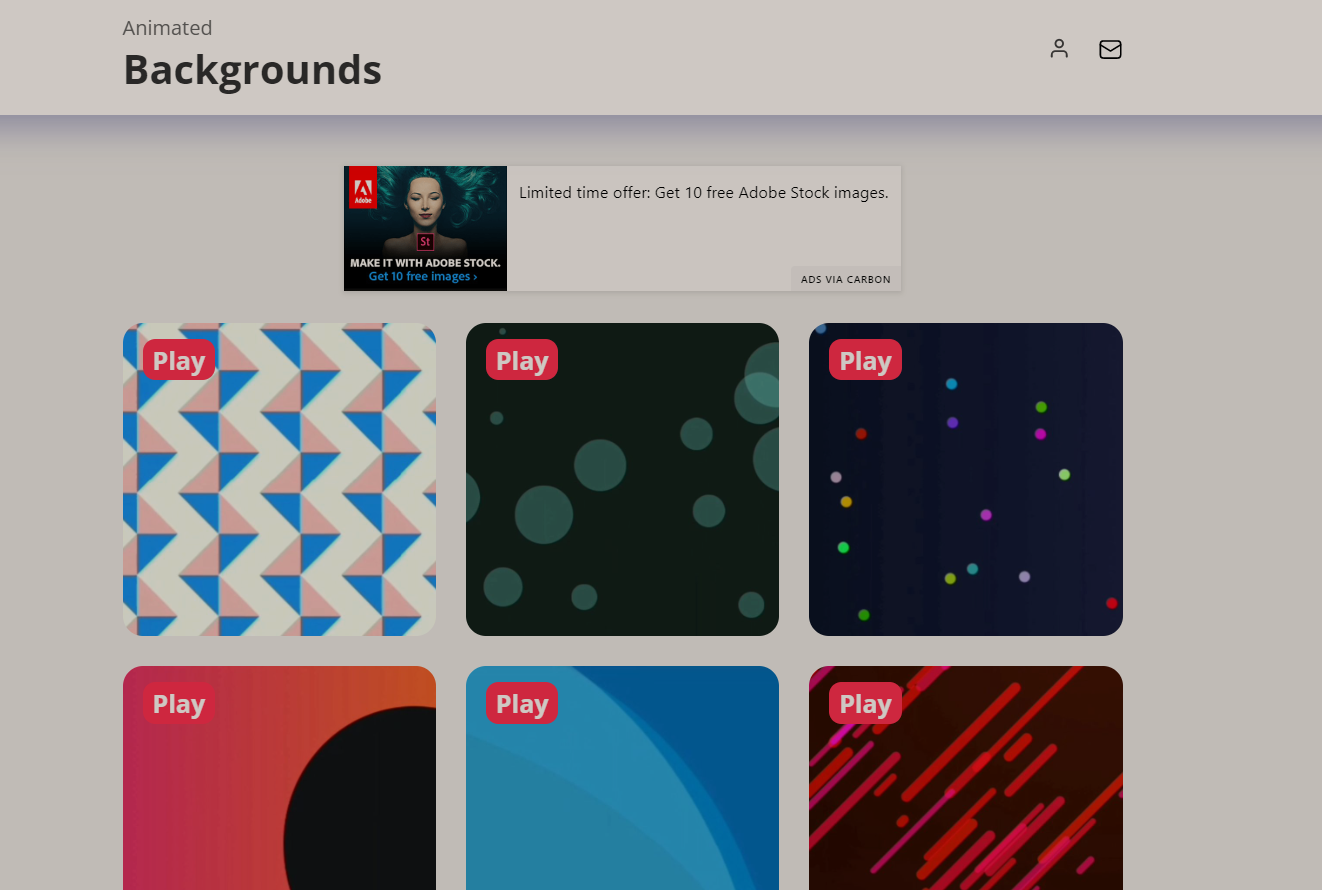 Animated
Backgrounds
Adobe
St
MAKE IT WITH ADOBE STOCK.
Get 10 free images ›
Limited time offer: Get 10 free Adobe Stock images.
ADS VIA CARBON
Play
Play
Play
Play
Play
Play